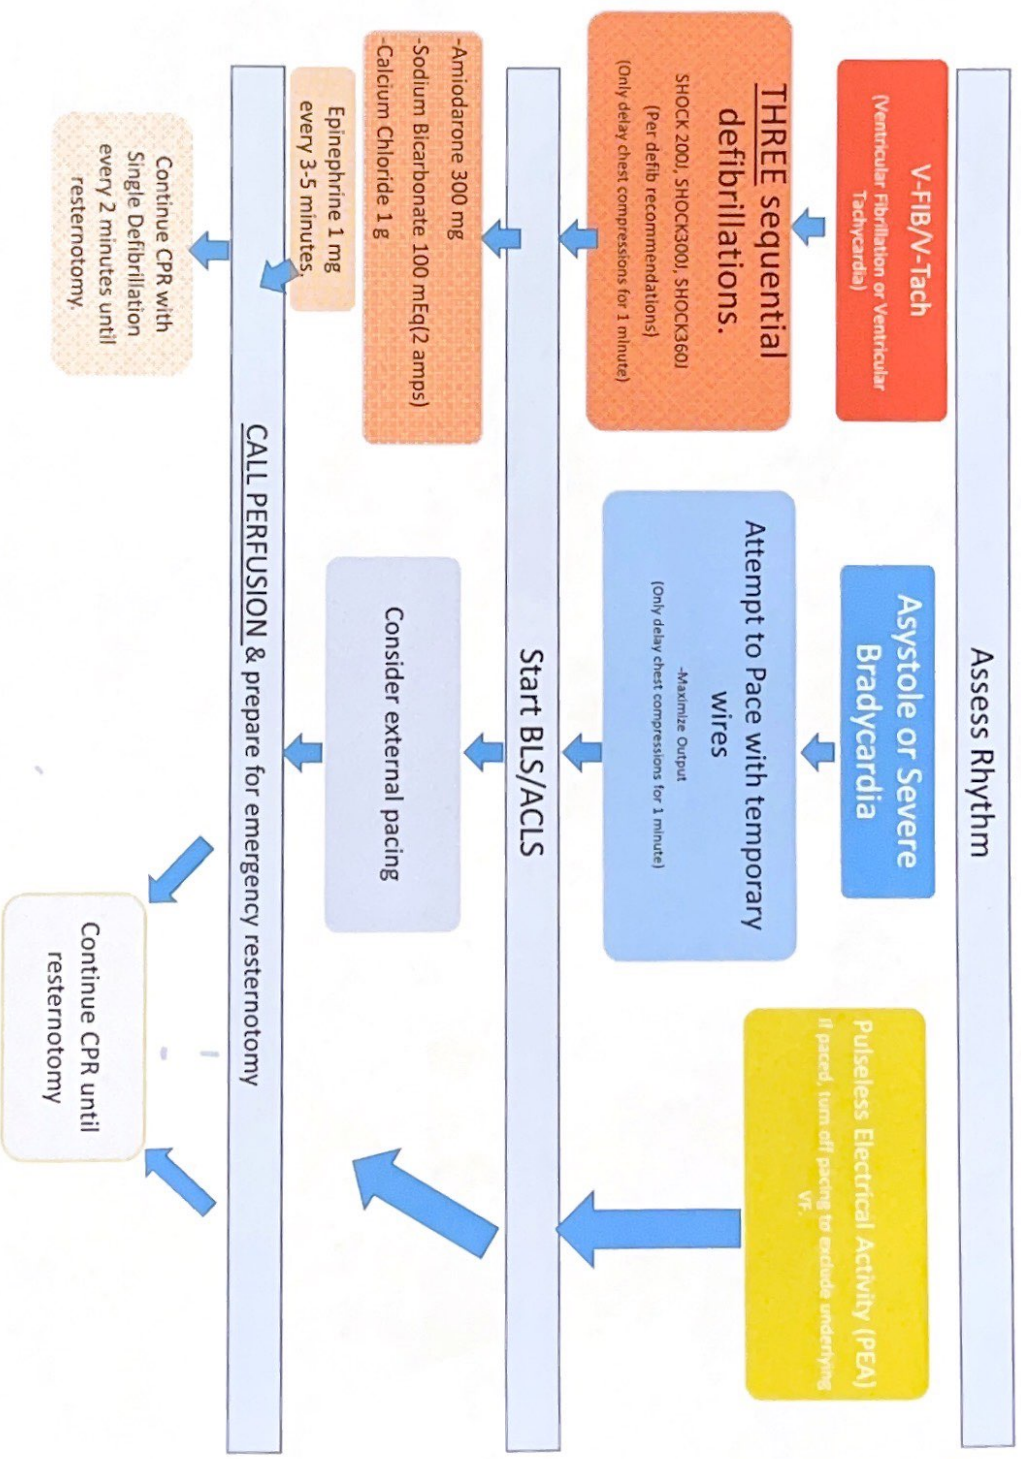 Assess Rhythm
V-FIB/V-Tach
(Ventricular Fibrillation or Ventricular
Tachycardia)
Asystole or Severe
Bradycardia
Pulseless Electrical Activity (PEA)
If paced, turn off pacing to exclude underlying
VF.
THREE sequential
defibrillations.
SHOCK 200J, SHOCK300J, SHOCK360J
(Per defib recommendations)
(Only delay chest compressions for 1 minute)
Attempt to Pace with temporary
wires
-Maximize Output
(Only delay chest compressions for 1 minute)
Start BLS/ACLS
-Amiodarone 300 mg
-Sodium Bicarbonate 100 mEq(2 amps)
-Calcium Chloride 1 g
Epinephrine 1 mg
every 3-5 minutes.
Consider external pacing
CALL PERFUSION & prepare for emergency resternotomy
Continue CPR with
Single Defibrillation
every 2 minutes until
resternotomy.
Continue CPR until
resternotomy